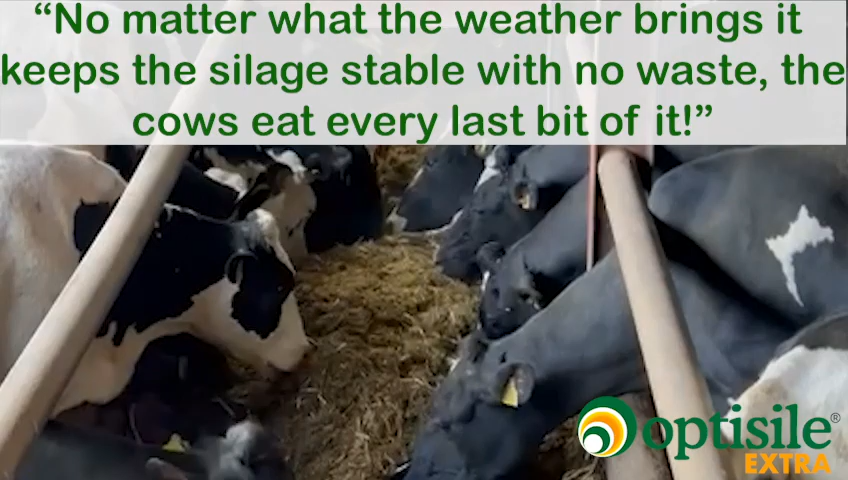 “No matter what the weather brings it
keeps the silage stable with no waste, the
cows eat every last bit of it!”
optisile®
EXTRA